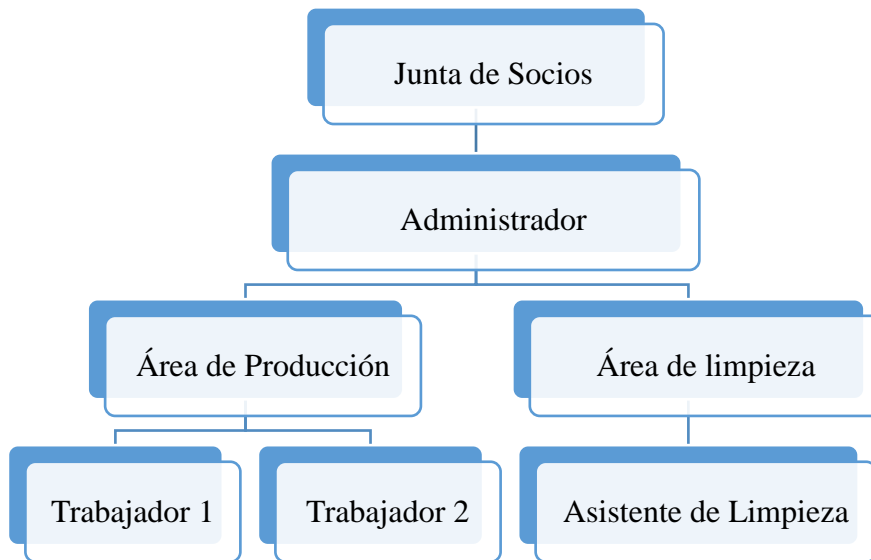 Junta de Socios
Administrador
Área de Producción
Área de limpieza
Trabajador 1
Trabajador 2
Asistente de Limpieza